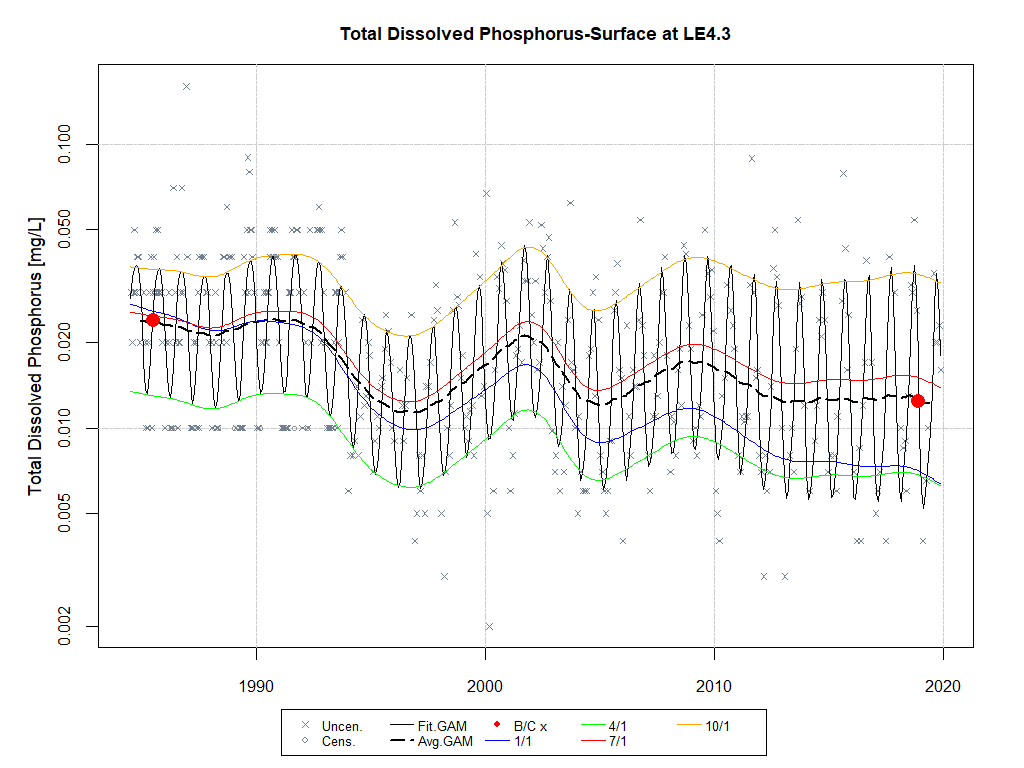 Total Dissolved Phosphorus-Surface at LE4.3
Total Dissolved Phosphorus [mg/L]
0.100
0.050
0.020
0.010
0.005
0.002
1990 2000 2010 2020
Uncen. Fit.GAM B/C x 4/1 10/1
Cens. Avg.GAM 1/1 7/1